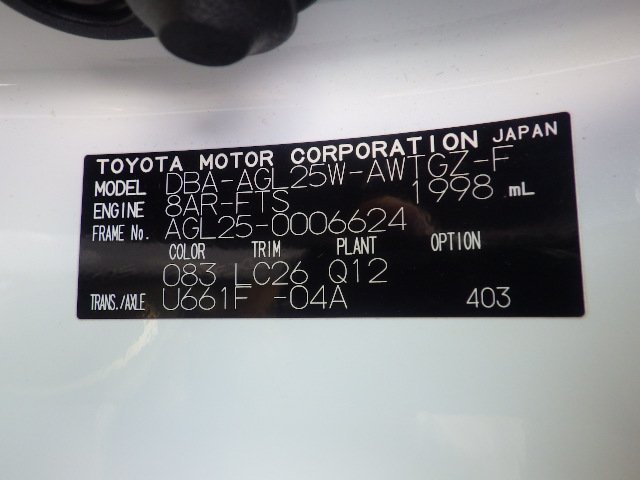 TOYOTA MOTOR CORPORATION JAPAN
MODEL DBA-AGL25W-AWTGZ-F
ENGINE 8AR-FTS 1998 mL
FRAME No. AGL25-0006624
COLOR TRIM PLANT OPTION
083 LC26 Q12
TRANS./AXLE U661F -04A 403